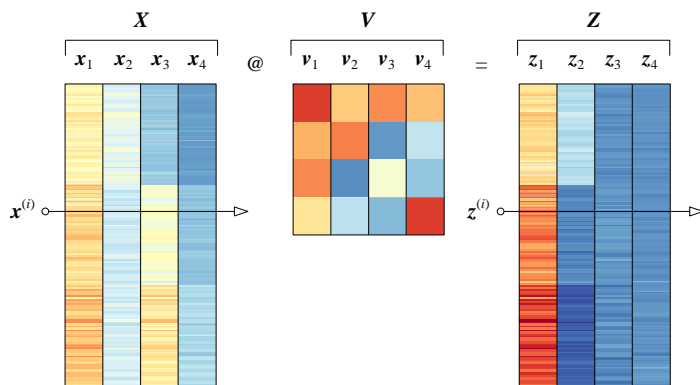 X V Z
x₁ x₂ x₃ x₄ @ v₁ v₂ v₃ v₄ = z₁ z₂ z₃ z₄
x⁽ⁱ⁾ z⁽ⁱ⁾